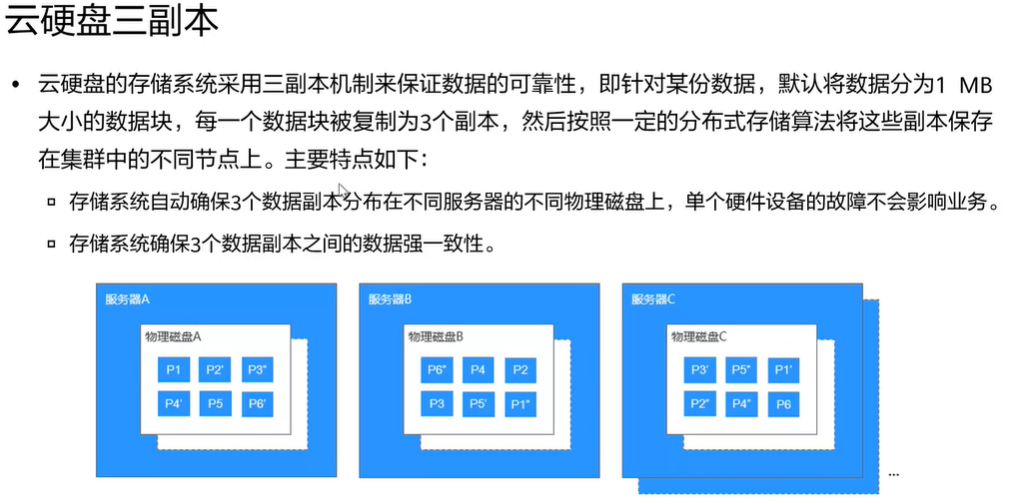 云硬盘三副本
• 云硬盘的存储系统采用三副本机制来保证数据的可靠性，即针对某份数据，默认将数据分为1 MB
大小的数据块，每一个数据块被复制为3个副本，然后按照一定的分布式存储算法将这些副本保存
在集群中的不同节点上。主要特点如下：
▫ 存储系统自动确保3个数据副本分布在不同服务器的不同物理磁盘上，单个硬件设备的故障不会影响业务。
▫ 存储系统确保3个数据副本之间的数据强一致性。
服务器A
物理磁盘A
P1 P2' P3"
P4' P5 P6'
服务器B
物理磁盘B
P6" P4 P2
P3 P5' P1"
服务器C
物理磁盘C
P3' P5" P1'
P2" P4" P6
...